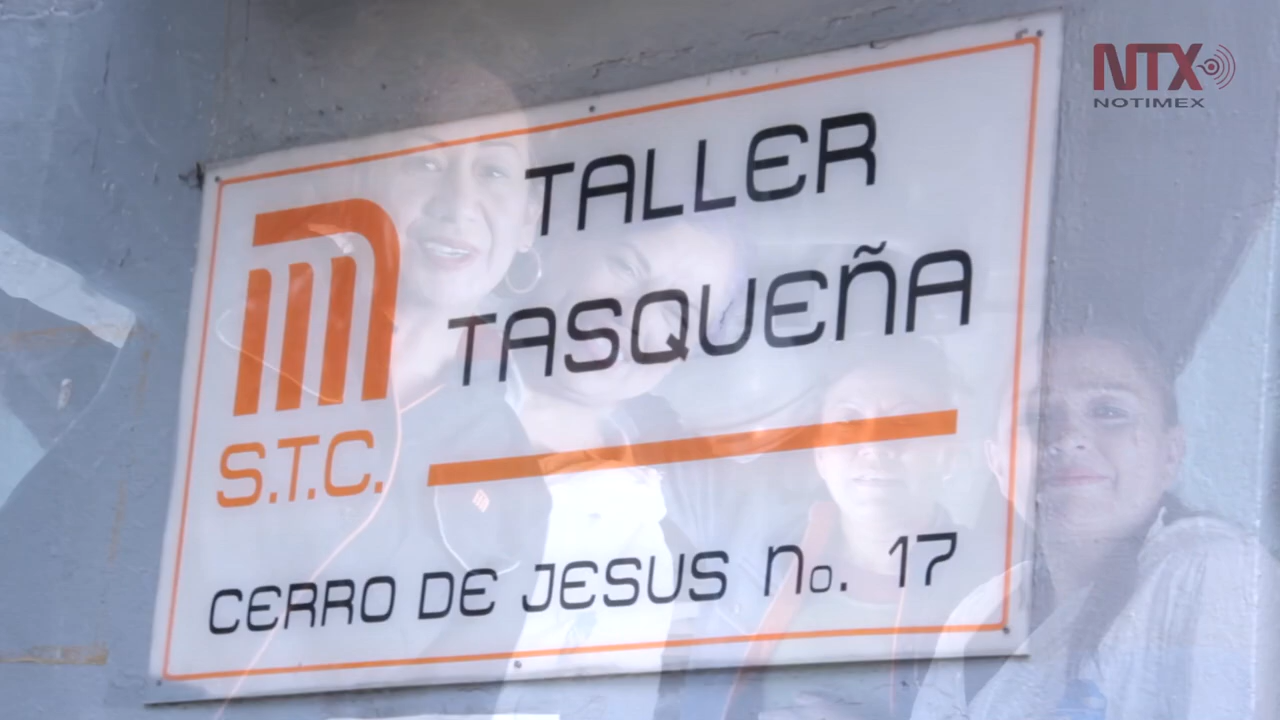 NTX
NOTIMEX
TALLER
TASQUEÑA
S.T.C.
CERRO DE JESUS No. 17